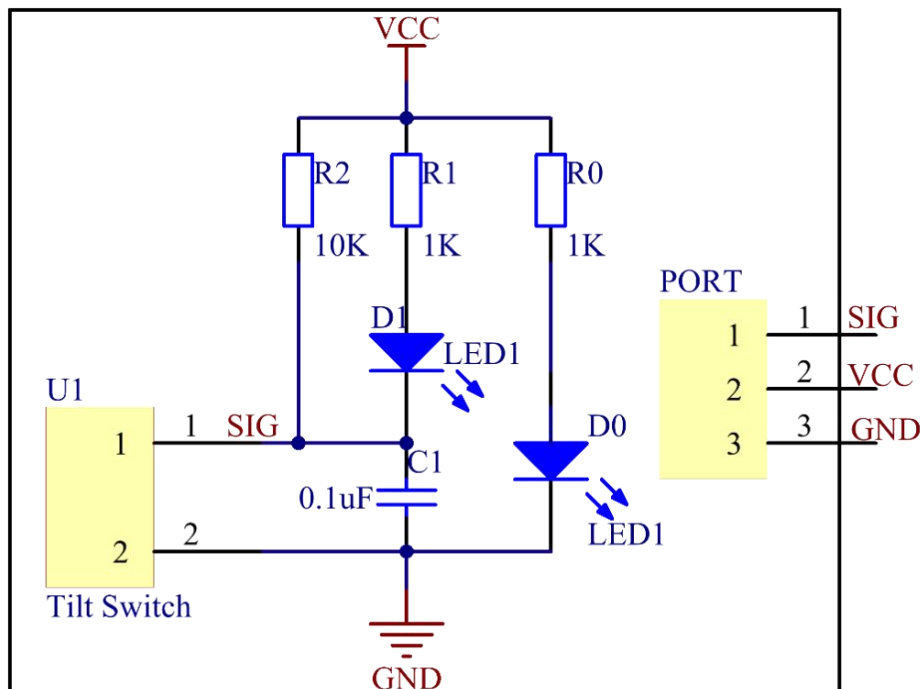 VCC
R2
R1
R0
10K
1K
1K
PORT
D1
LED1
1
1
SIG
2
2
VCC
3
3
GND
U1
1
1
SIG
D0
C1
0.1uF
LED1
2
2
Tilt Switch
GND